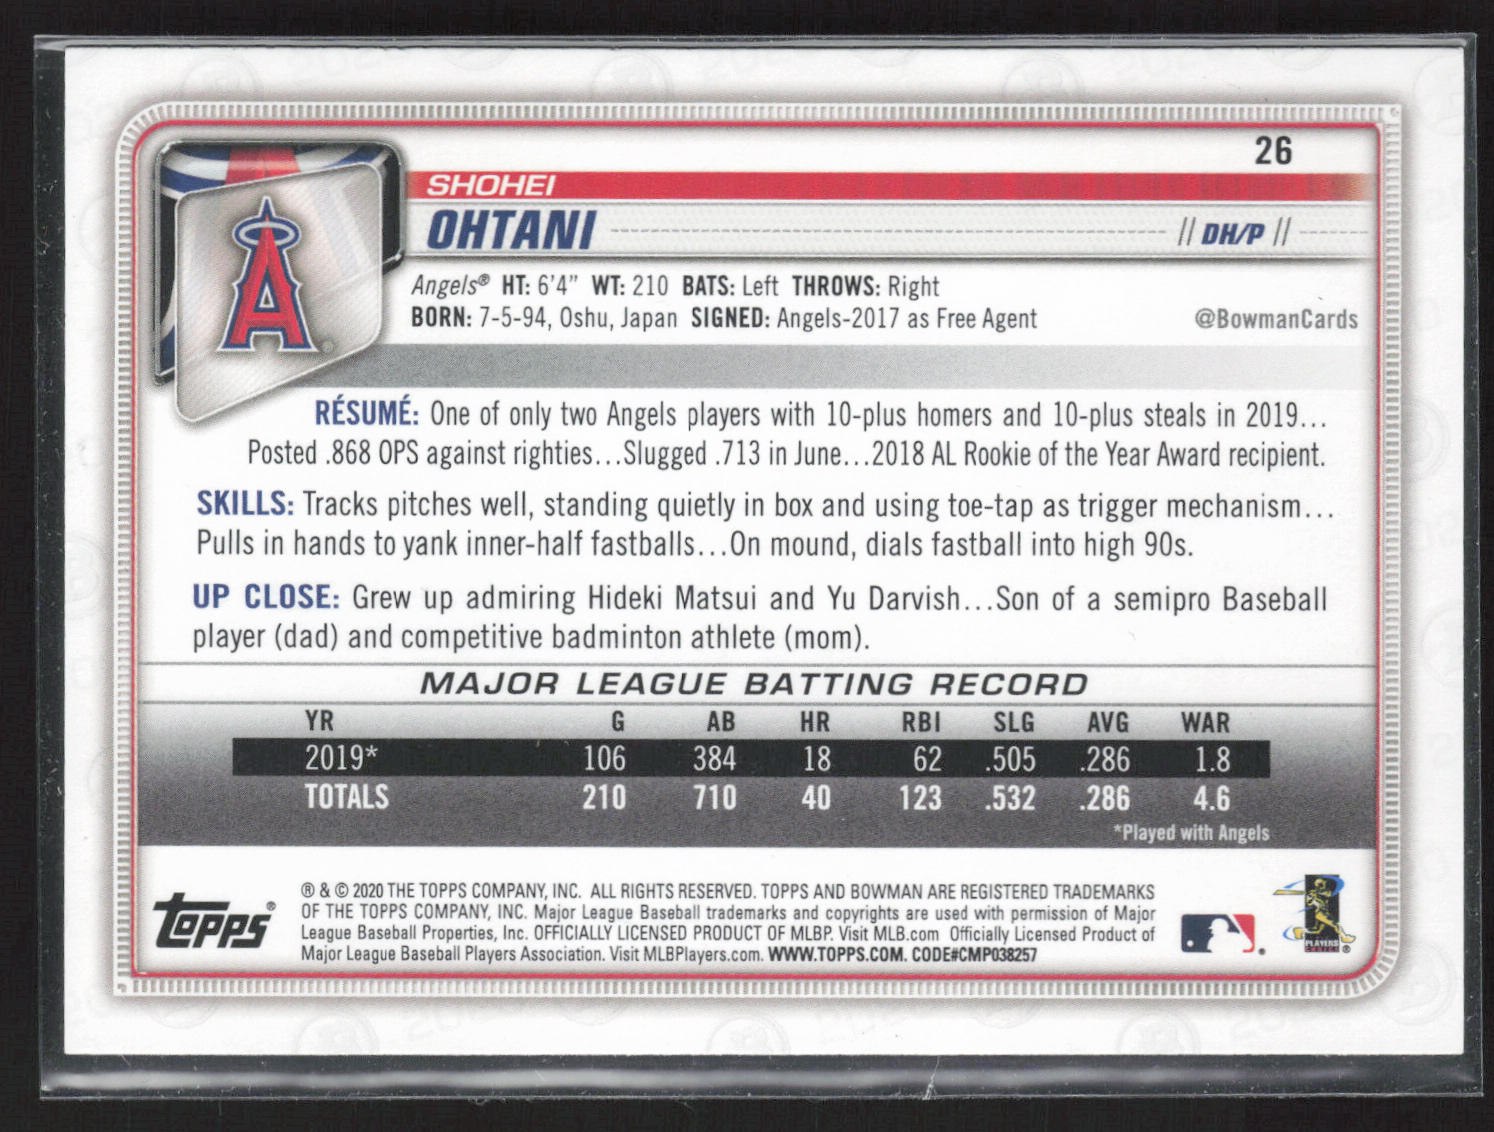 26
SHOHEI
OHTANI // DH/P //
Angels® HT: 6'4" WT: 210 BATS: Left THROWS: Right
BORN: 7-5-94, Oshu, Japan SIGNED: Angels-2017 as Free Agent @BowmanCards
RÉSUMÉ: One of only two Angels players with 10-plus homers and 10-plus steals in 2019...
Posted .868 OPS against righties...Slugged .713 in June...2018 AL Rookie of the Year Award recipient.
SKILLS: Tracks pitches well, standing quietly in box and using toe-tap as trigger mechanism...
Pulls in hands to yank inner-half fastballs...On mound, dials fastball into high 90s.
UP CLOSE: Grew up admiring Hideki Matsui and Yu Darvish...Son of a semipro Baseball
player (dad) and competitive badminton athlete (mom).
MAJOR LEAGUE BATTING RECORD
YR G AB HR RBI SLG AVG WAR
2019* 106 384 18 62 .505 .286 1.8
TOTALS 210 710 40 123 .532 .286 4.6
*Played with Angels
TOPPS®
® & © 2020 THE TOPPS COMPANY, INC. ALL RIGHTS RESERVED. TOPPS AND BOWMAN ARE REGISTERED TRADEMARKS
OF THE TOPPS COMPANY, INC. Major League Baseball trademarks and copyrights are used with permission of Major
League Baseball Properties, Inc. OFFICIALLY LICENSED PRODUCT OF MLBP. Visit MLB.com Officially Licensed Product of
Major League Baseball Players Association. Visit MLBPlayers.com. WWW.TOPPS.COM. CODE#CMP038257
PLAYERS